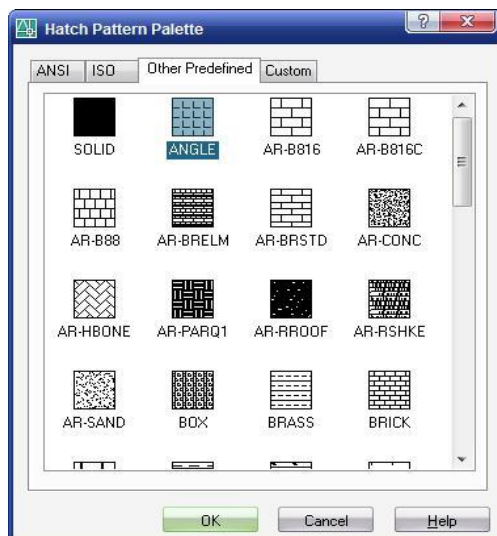 Hatch Pattern Palette
ANSI ISO Other Predefined Custom
SOLID ANGLE AR-B816 AR-B816C
AR-B88 AR-BRELM AR-BRSTD AR-CONC
AR-HBONE AR-PARQ1 AR-RROOF AR-RSHKE
AR-SAND BOX BRASS BRICK
OK Cancel Help